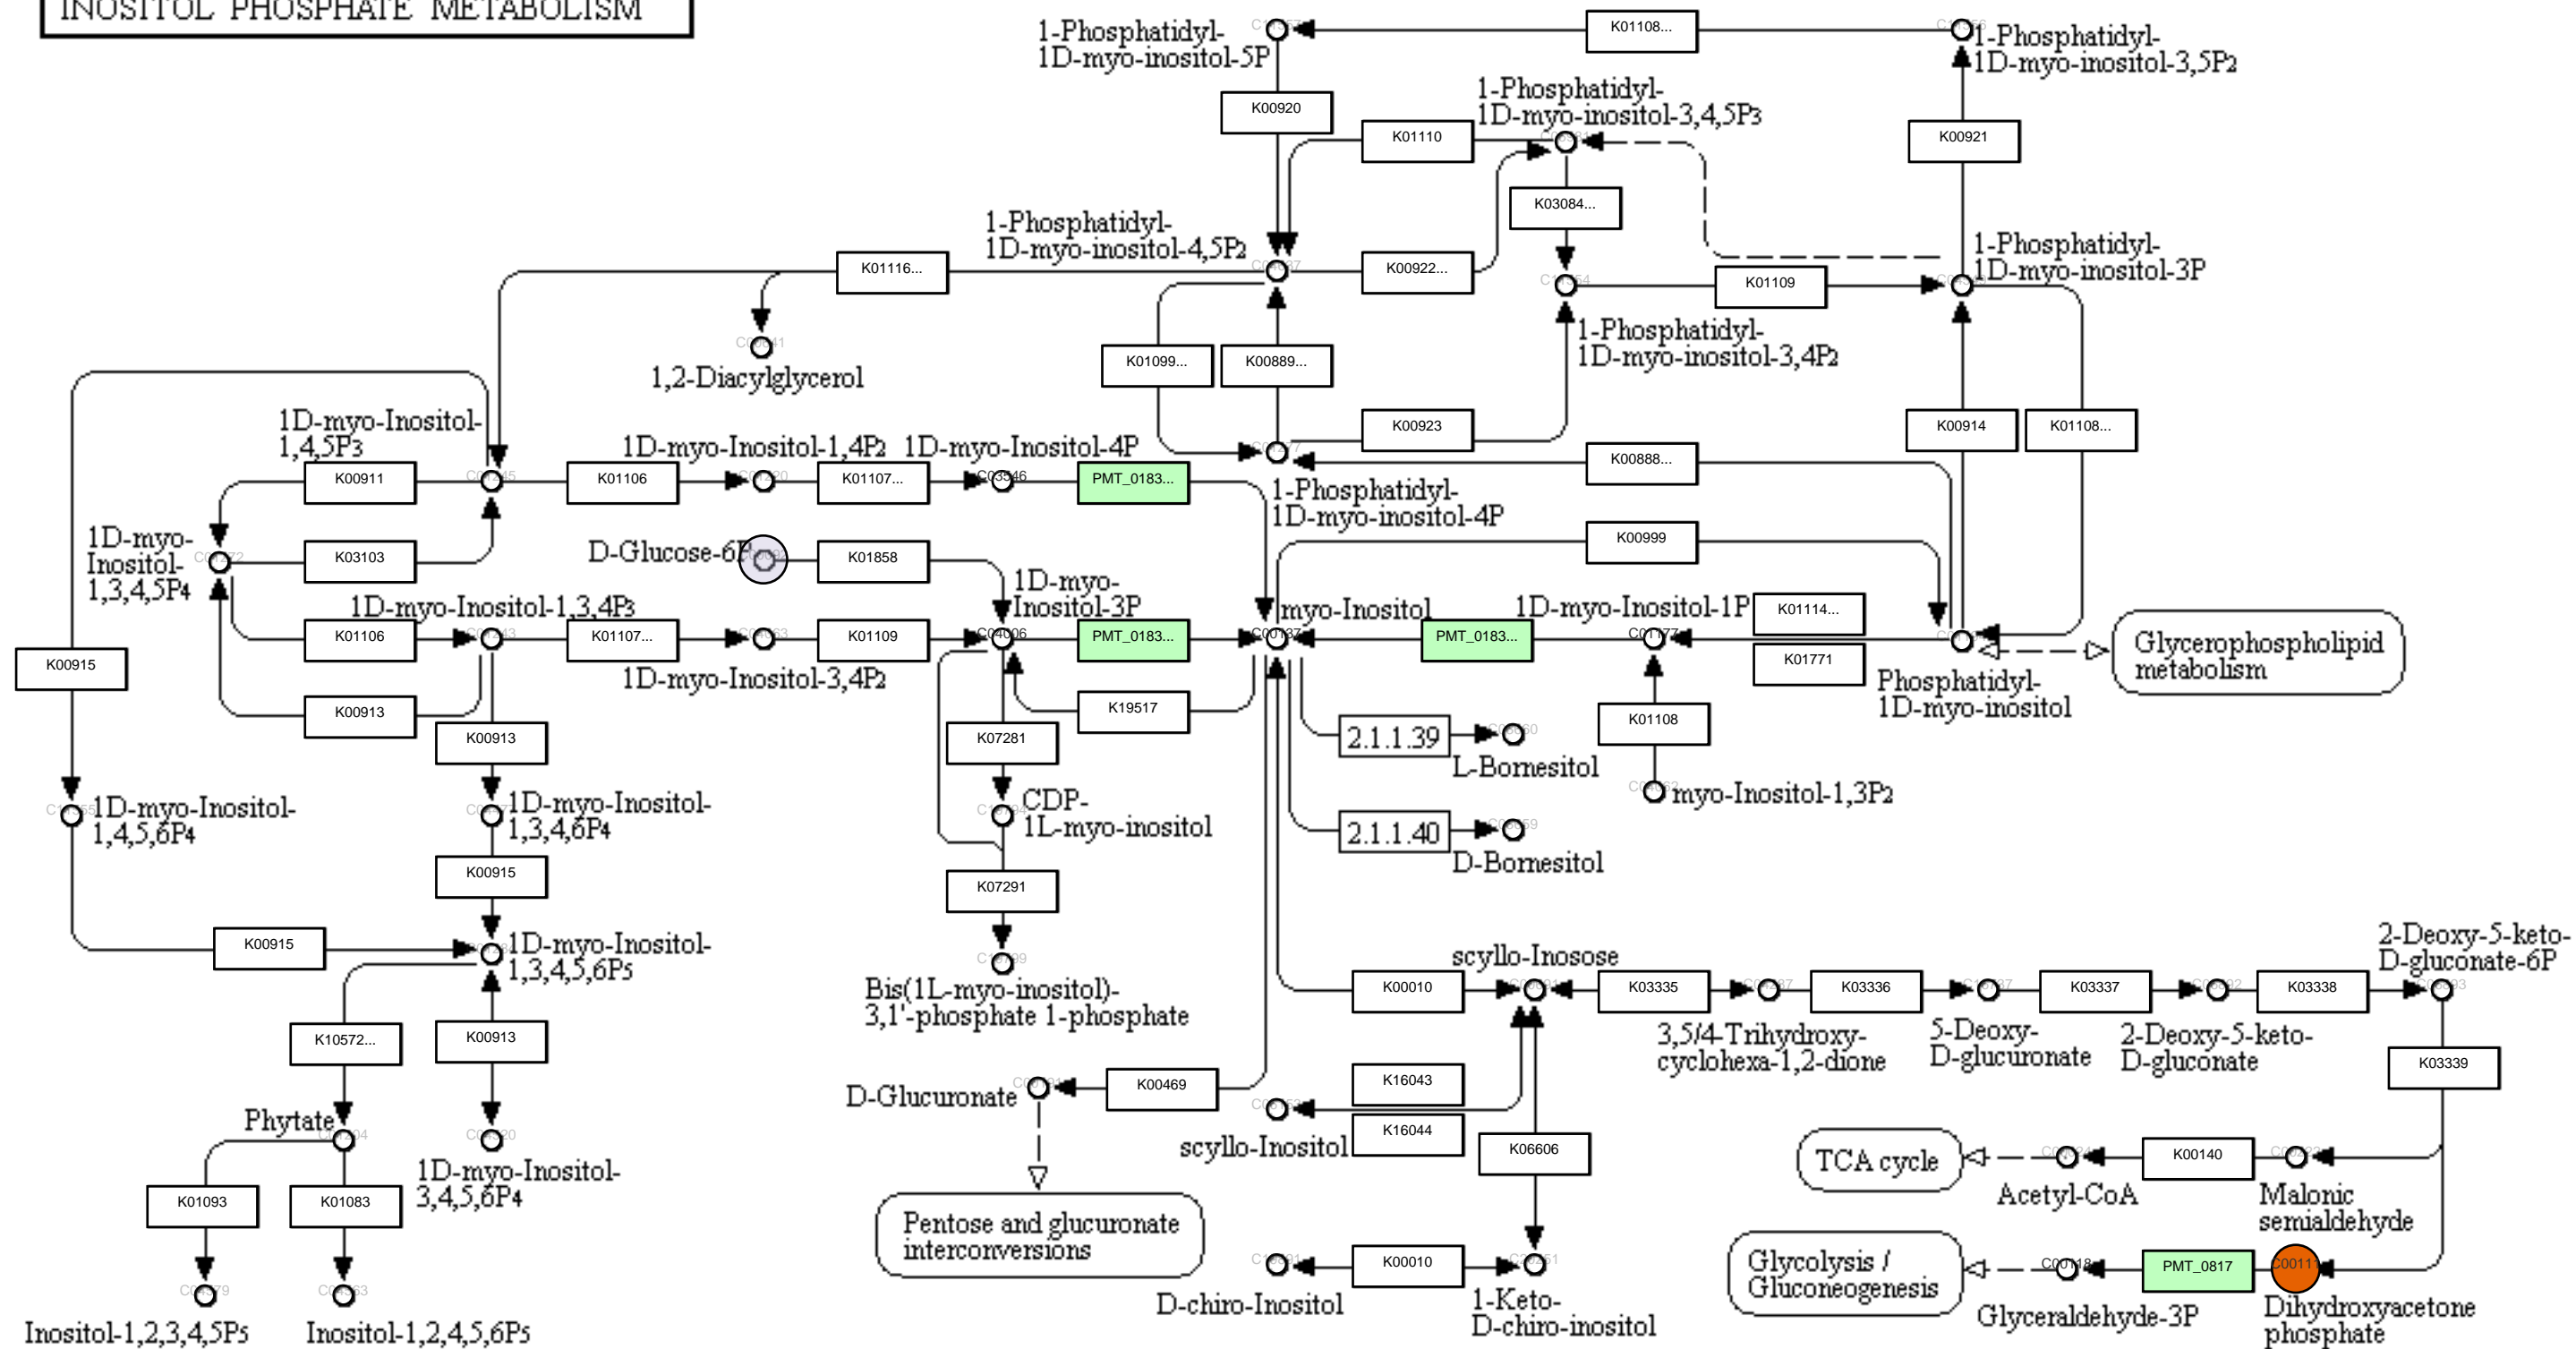 INOSITOL PHOSPHATE METABOLISM
1-Phosphatidyl-
1D-myo-inositol-5P
K01108...
1-Phosphatidyl-
1D-myo-inositol-3,5P2
K00920
1-Phosphatidyl-
1D-myo-inositol-3,4,5P3
K01110
K00921
K03084...
1-Phosphatidyl-
1D-myo-inositol-4,5P2
K01116...
K00922...
1-Phosphatidyl-
1D-myo-inositol-3P
K01109
1,2-Diacylglycerol
K01099...
K00889...
1-Phosphatidyl-
1D-myo-inositol-3,4P2
1D-myo-Inositol-
1,4,5P3
1D-myo-Inositol-1,4P2
1D-myo-Inositol-4P
K00923
K00914
K01108...
K00911
K01106
K01107...
C03546
PMT_0183...
K00888...
1-Phosphatidyl-
1D-myo-inositol-4P
1D-myo-
Inositol-
1,3,4,5P4
K03103
D-Glucose-6P
K01858
K00999
1D-myo-Inositol-1,3,4P3
1D-myo-
Inositol-3P
myo-Inositol
1D-myo-Inositol-1P
K01114...
K01106
K01107...
K01109
C04006
PMT_0183...
C00137
PMT_0183...
C01177
K01771
Glycerophospholipid
metabolism
K00915
1D-myo-Inositol-3,4P2
Phosphatidyl-
1D-myo-inositol
K00913
K00913
K07281
K19517
2.1.1.39
L-Bornesitol
K01108
myo-Inositol-1,3P2
1D-myo-Inositol-
1,4,5,6P4
1D-myo-Inositol-
1,3,4,6P4
CDP-
1L-myo-inositol
2.1.1.40
D-Bornesitol
K00915
K07291
K00915
1D-myo-Inositol-
1,3,4,5,6P5
Bis(1L-myo-inositol)-
3,1'-phosphate 1-phosphate
scyllo-Inosose
2-Deoxy-5-keto-
D-gluconate-6P
K00010
K03335
K03336
K03337
K03338
3,5/4-Trihydroxy-
cyclohexa-1,2-dione
5-Deoxy-
D-glucuronate
2-Deoxy-5-keto-
D-gluconate
K10572...
K00913
K03339
D-Glucuronate
K00469
K16043
scyllo-Inositol
K16044
K06606
Phytate
1D-myo-Inositol-
3,4,5,6P4
TCA cycle
K00140
Acetyl-CoA
Malonic
semialdehyde
K01093
K01083
Pentose and glucuronate
interconversions
K00010
D-chiro-Inositol
1-Keto-
D-chiro-inositol
Glycolysis /
Gluconeogenesis
C00118
PMT_0817
C00111
Glyceraldehyde-3P
Dihydroxyacetone
phosphate
Inositol-1,2,3,4,5P5
Inositol-1,2,4,5,6P5